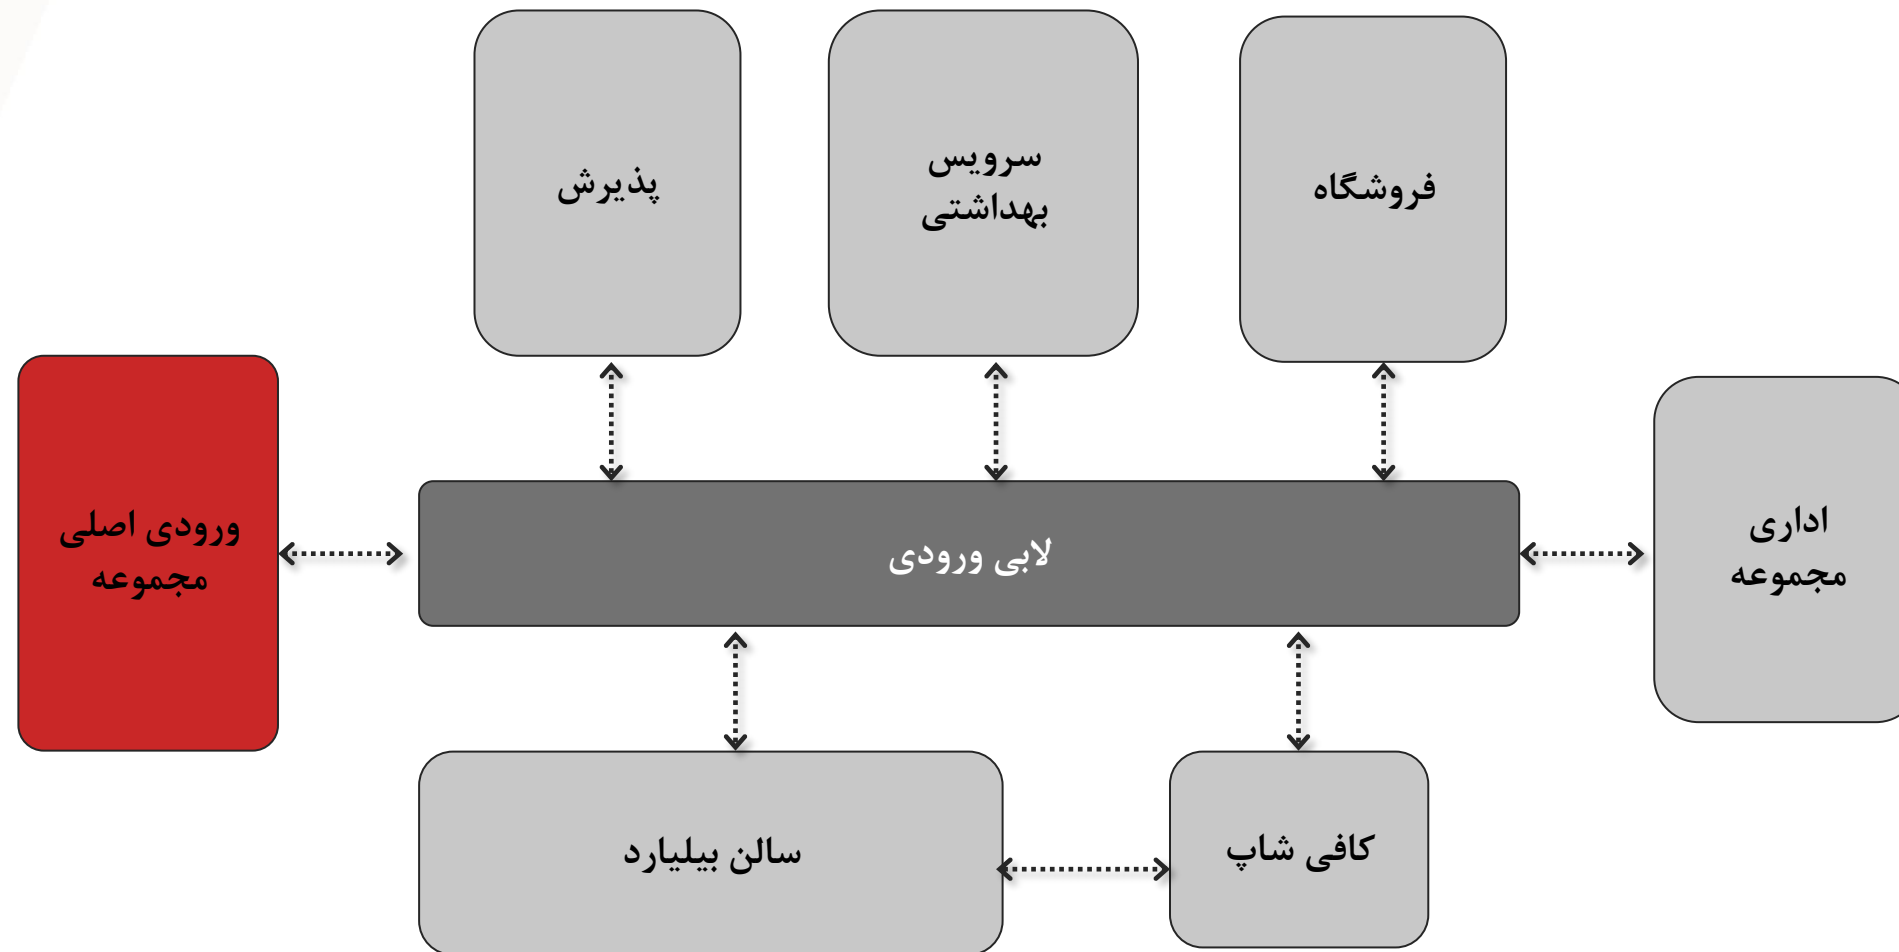 فروشگاه
سرویس
بهداشتی
پذیرش
اداری
مجموعه
لابی ورودی
ورودی اصلی
مجموعه
کافی شاپ
سالن بیلیارد